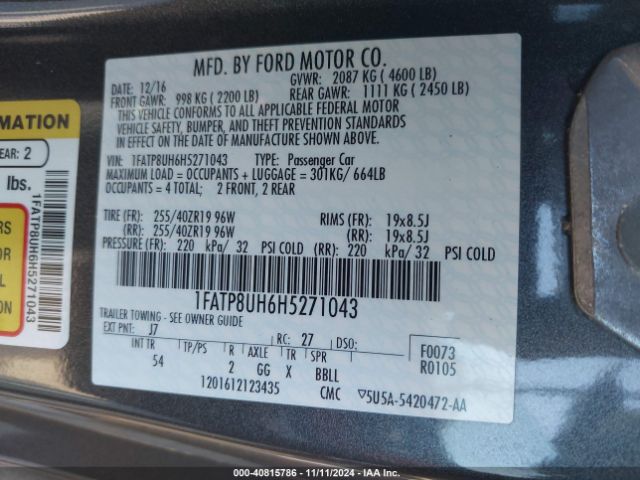 MFD. BY FORD MOTOR CO.
DATE: 12/16 GVWR: 2087 KG ( 4600 LB)
FRONT GAWR: 998 KG ( 2200 LB) REAR GAWR: 1111 KG ( 2450 LB)
THIS VEHICLE CONFORMS TO ALL APPLICABLE FEDERAL MOTOR
VEHICLE SAFETY, BUMPER, AND THEFT PREVENTION STANDARDS
IN EFFECT ON THE DATE OF MANUFACTURE SHOWN ABOVE.
VIN: 1FATP8UH6H5271043 TYPE: Passenger Car
MAXIMUM LOAD = OCCUPANTS + LUGGAGE = 301KG/ 664LB
OCCUPANTS = 4 TOTAL; 2 FRONT, 2 REAR
TIRE (FR): 255/40ZR19 96W RIMS (FR): 19x8.5J
(RR): 255/40ZR19 96W (RR): 19x8.5J
PRESSURE (FR): 220 kPa/ 32 PSI COLD (RR): 220 kPa/ 32 PSI COLD
1FATP8UH6H5271043
TRAILER TOWING - SEE OWNER GUIDE
EXT PNT: J7 RC: 27 DSO: F0073
INT TR TP/PS R AXLE TR SPR R0105
54 2 GG X BBLL
1201612123435 CMC ▽5U5A-5420472-AA
RMATION
EAR: 2
lbs.
1FATP8UH6H5271043
RS
ON
000-40815786 - 11/11/2024 - IAA Inc.